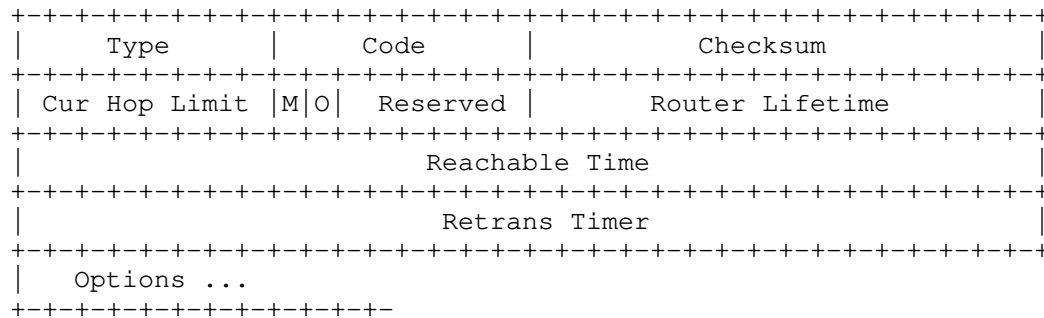 +-+-+-+-+-+-+-+-+-+-+-+-+-+-+-+-+-+-+-+-+-+-+-+-+-+-+-+-+-+-+-+-+
|     Type      |     Code      |          Checksum             |
+-+-+-+-+-+-+-+-+-+-+-+-+-+-+-+-+-+-+-+-+-+-+-+-+-+-+-+-+-+-+-+-+
| Cur Hop Limit |M|O|  Reserved |       Router Lifetime         |
+-+-+-+-+-+-+-+-+-+-+-+-+-+-+-+-+-+-+-+-+-+-+-+-+-+-+-+-+-+-+-+-+
|                         Reachable Time                        |
+-+-+-+-+-+-+-+-+-+-+-+-+-+-+-+-+-+-+-+-+-+-+-+-+-+-+-+-+-+-+-+-+
|                          Retrans Timer                        |
+-+-+-+-+-+-+-+-+-+-+-+-+-+-+-+-+-+-+-+-+-+-+-+-+-+-+-+-+-+-+-+-+
|   Options ...
+-+-+-+-+-+-+-+-+-+-+-+-